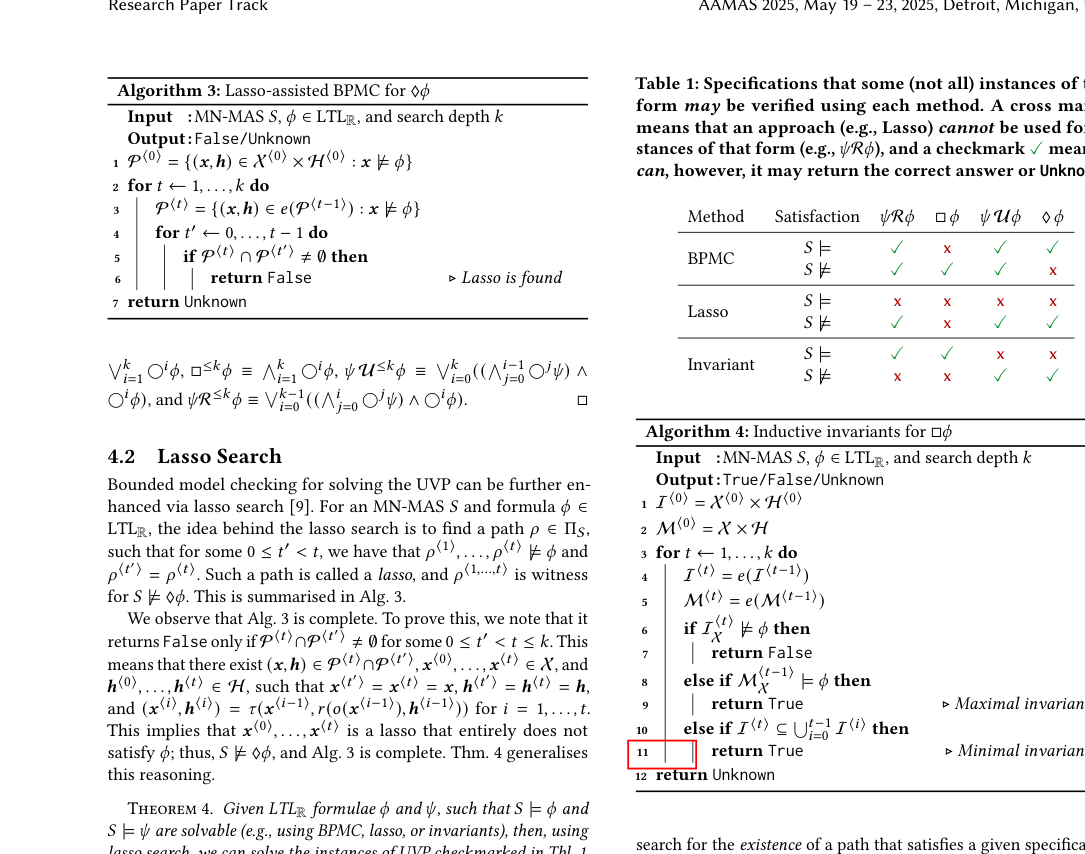 Research Paper Track
AAMAS 2025, May 19 – 23, 2025, Detroit, Michigan,
Algorithm 3: Lasso-assisted BPMC for ◊ϕ
Input : MN-MAS S, ϕ ∈ LTLℝ, and search depth k
Output: False/Unknown
1 𝒫⟨0⟩ = {(x, h) ∈ 𝒳⟨0⟩ × ℋ⟨0⟩ : x ⊭ ϕ}
2 for t ← 1, . . . , k do
3 𝒫⟨t⟩ = {(x, h) ∈ e(𝒫⟨t−1⟩) : x ⊭ ϕ}
4 for t′ ← 0, . . . , t − 1 do
5 if 𝒫⟨t⟩ ∩ 𝒫⟨t′⟩ ≠ ∅ then
6 return False ▹ Lasso is found
7 return Unknown
⋁ᵏᵢ₌₁ ◯ⁱϕ, □≤ᵏϕ ≡ ⋀ᵏᵢ₌₁ ◯ⁱϕ, ψ 𝒰≤ᵏϕ ≡ ⋁ᵏᵢ₌₀((⋀ⁱ⁻¹ⱼ₌₀ ◯ʲψ) ∧
◯ⁱϕ), and ψℛ≤ᵏϕ ≡ ⋁ᵏ⁻¹ᵢ₌₀((⋀ⁱⱼ₌₀ ◯ʲψ) ∧ ◯ⁱϕ). □
4.2 Lasso Search
Bounded model checking for solving the UVP can be further en-
hanced via lasso search [9]. For an MN-MAS S and formula ϕ ∈
LTLℝ, the idea behind the lasso search is to find a path ρ ∈ Π_S,
such that for some 0 ≤ t′ < t, we have that ρ⟨1⟩, . . . , ρ⟨t⟩ ⊭ ϕ and
ρ⟨t′⟩ = ρ⟨t⟩. Such a path is called a lasso, and ρ⟨1,...,t⟩ is witness
for S ⊭ ◊ϕ. This is summarised in Alg. 3.
We observe that Alg. 3 is complete. To prove this, we note that it
returns False only if 𝒫⟨t⟩∩𝒫⟨t′⟩ ≠ ∅ for some 0 ≤ t′ < t ≤ k. This
means that there exist (x, h) ∈ 𝒫⟨t⟩∩𝒫⟨t′⟩, x⟨0⟩, . . . , x⟨t⟩ ∈ 𝒳, and
h⟨0⟩, . . . , h⟨t⟩ ∈ ℋ, such that x⟨t′⟩ = x⟨t⟩ = x, h⟨t′⟩ = h⟨t⟩ = h,
and (x⟨i⟩, h⟨i⟩) = τ(x⟨i−1⟩, r(o(x⟨i−1⟩), h⟨i−1⟩)) for i = 1, . . . , t.
This implies that x⟨0⟩, . . . , x⟨t⟩ is a lasso that entirely does not
satisfy ϕ; thus, S ⊭ ◊ϕ, and Alg. 3 is complete. Thm. 4 generalises
this reasoning.
Theorem 4. Given LTLℝ formulae ϕ and ψ, such that S ⊨ ϕ and
S ⊨ ψ are solvable (e.g., using BPMC, lasso, or invariants), then, using
lasso search, we can solve the instances of UVP checkmarked in Tbl. 1.
Table 1: Specifications that some (not all) instances of
form may be verified using each method. A cross
means that an approach (e.g., Lasso) cannot be used
stances of that form (e.g., ψℛϕ), and a checkmark ✓
can, however, it may return the correct answer or
Method Satisfaction ψℛϕ □ϕ ψ 𝒰ϕ ◊ϕ
BPMC S ⊨ ✓ x ✓ ✓
S ⊭ ✓ ✓ ✓ x
Lasso S ⊨ x x x x
S ⊭ ✓ x ✓ ✓
Invariant S ⊨ ✓ ✓ x x
S ⊭ x x ✓ ✓
Algorithm 4: Inductive invariants for □ϕ
Input : MN-MAS S, ϕ ∈ LTLℝ, and search depth k
Output: True/False/Unknown
1 ℐ⟨0⟩ = 𝒳⟨0⟩ × ℋ⟨0⟩
2 ℳ⟨0⟩ = 𝒳 × ℋ
3 for t ← 1, . . . , k do
4 ℐ⟨t⟩ = e(ℐ⟨t−1⟩)
5 ℳ⟨t⟩ = e(ℳ⟨t−1⟩)
6 if ℐ_𝒳⟨t⟩ ⊭ ϕ then
7 return False
8 else if ℳ_𝒳⟨t−1⟩ ⊨ ϕ then
9 return True ▹ Maximal
10 else if ℐ⟨t⟩ ⊆ ⋃ᵗ⁻¹ᵢ₌₀ ℐ⟨i⟩ then
11 return True ▹ Minimal
12 return Unknown
search for the existence of a path that satisfies a given